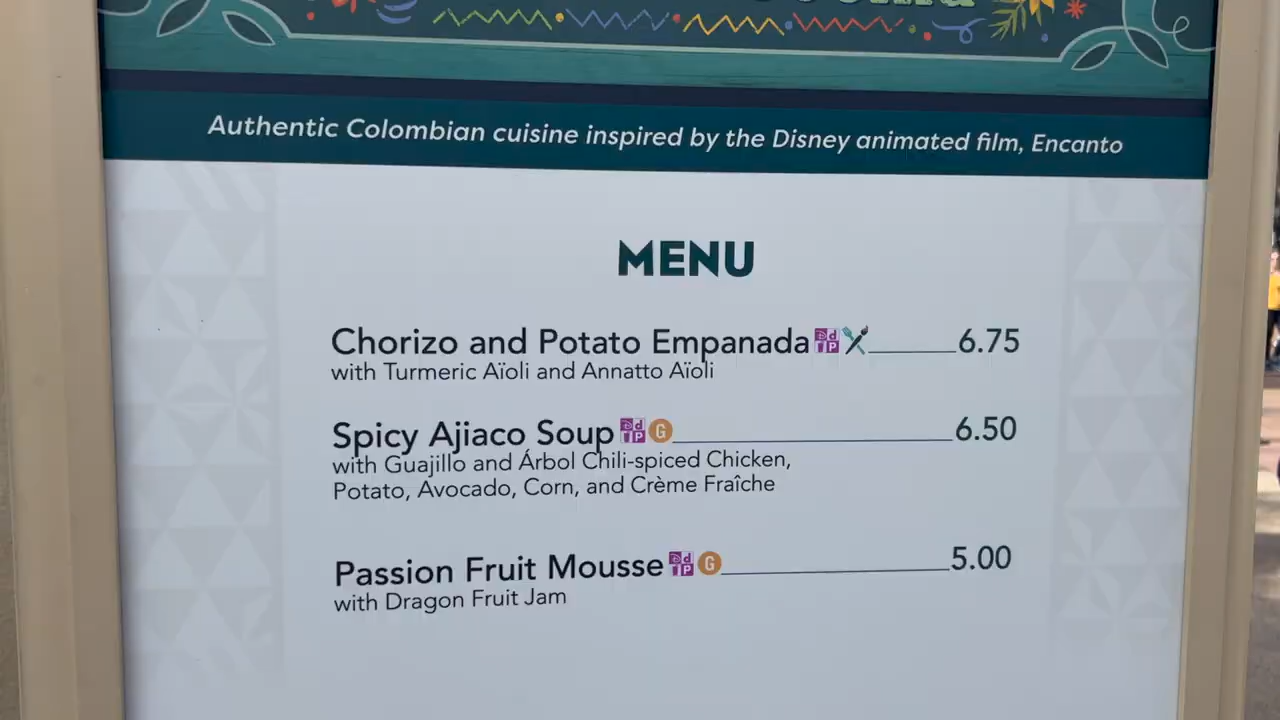 Authentic Colombian cuisine inspired by the Disney animated film, Encanto
MENU
Chorizo and Potato Empanada 6.75
with Turmeric Aïoli and Annatto Aïoli
Spicy Ajiaco Soup G 6.50
with Guajillo and Árbol Chili-spiced Chicken,
Potato, Avocado, Corn, and Crème Fraîche
Passion Fruit Mousse G 5.00
with Dragon Fruit Jam